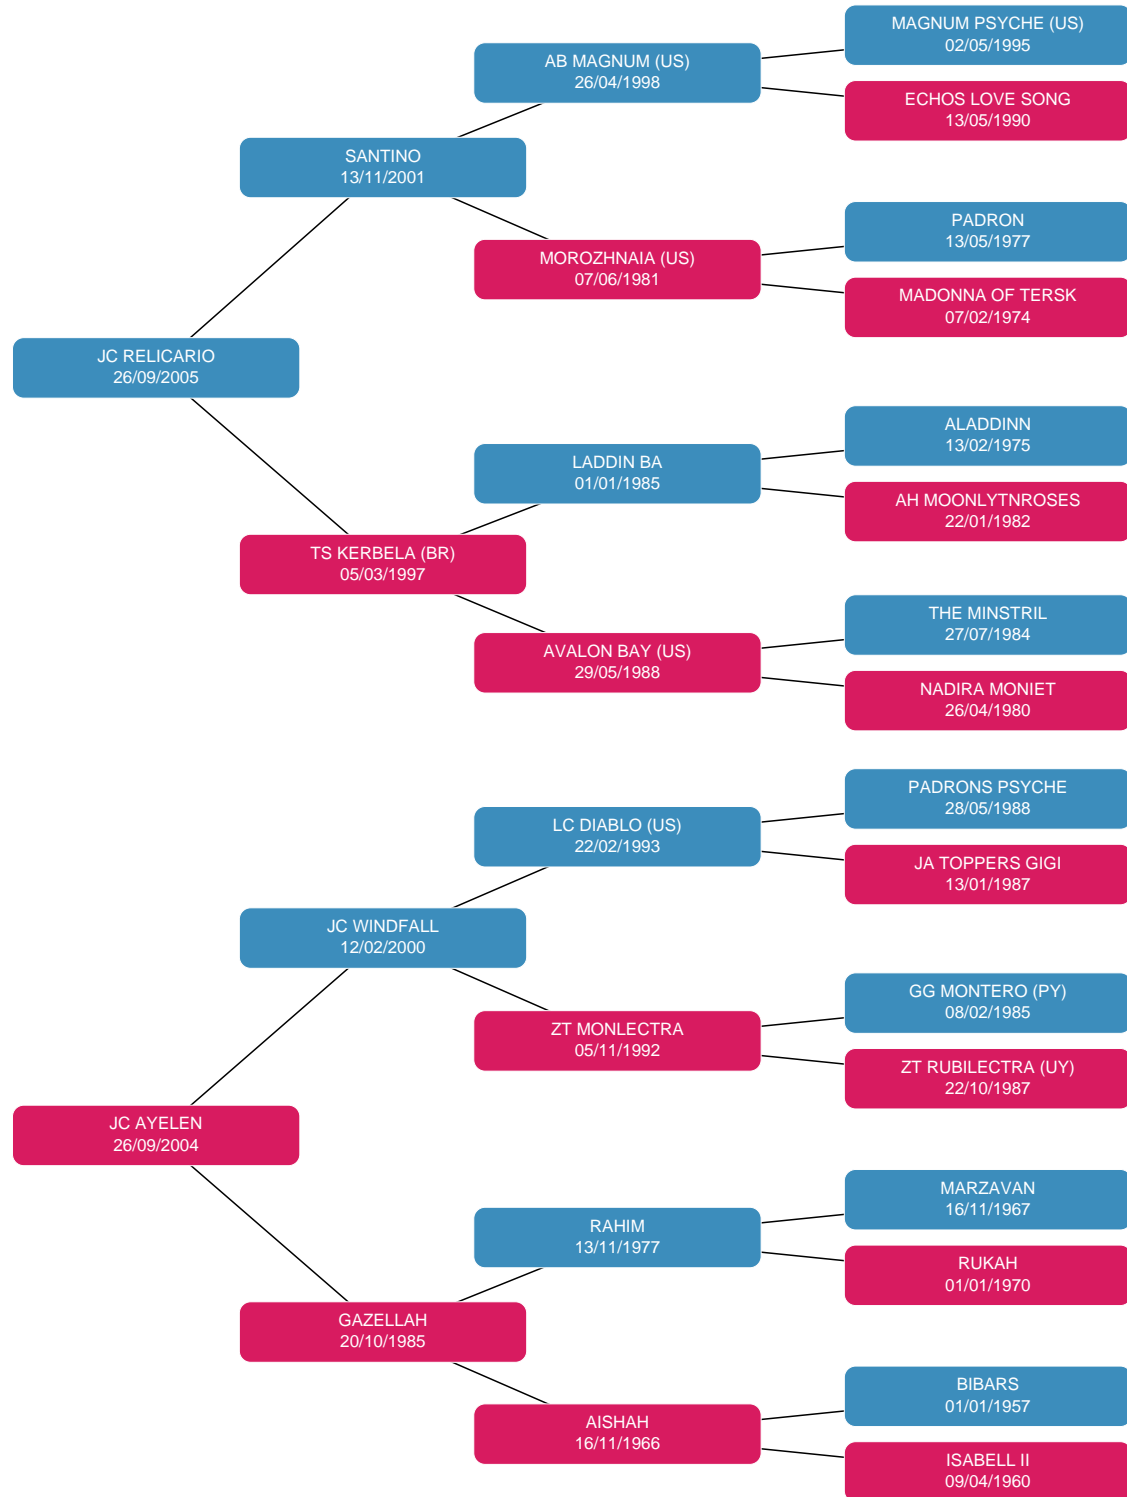 MAGNUM PSYCHE (US)
02/05/1995
AB MAGNUM (US)
26/04/1998
ECHOS LOVE SONG
13/05/1990
SANTINO
13/11/2001
PADRON
13/05/1977
MOROZHNAIA (US)
07/06/1981
MADONNA OF TERSK
07/02/1974
JC RELICARIO
26/09/2005
ALADDINN
13/02/1975
LADDIN BA
01/01/1985
AH MOONLYTNROSES
22/01/1982
TS KERBELA (BR)
05/03/1997
THE MINSTRIL
27/07/1984
AVALON BAY (US)
29/05/1988
NADIRA MONIET
26/04/1980
PADRONS PSYCHE
28/05/1988
LC DIABLO (US)
22/02/1993
JA TOPPERS GIGI
13/01/1987
JC WINDFALL
12/02/2000
GG MONTERO (PY)
08/02/1985
ZT MONLECTRA
05/11/1992
ZT RUBILECTRA (UY)
22/10/1987
JC AYELEN
26/09/2004
MARZAVAN
16/11/1967
RAHIM
13/11/1977
RUKAH
01/01/1970
GAZELLAH
20/10/1985
BIBARS
01/01/1957
AISHAH
16/11/1966
ISABELL II
09/04/1960